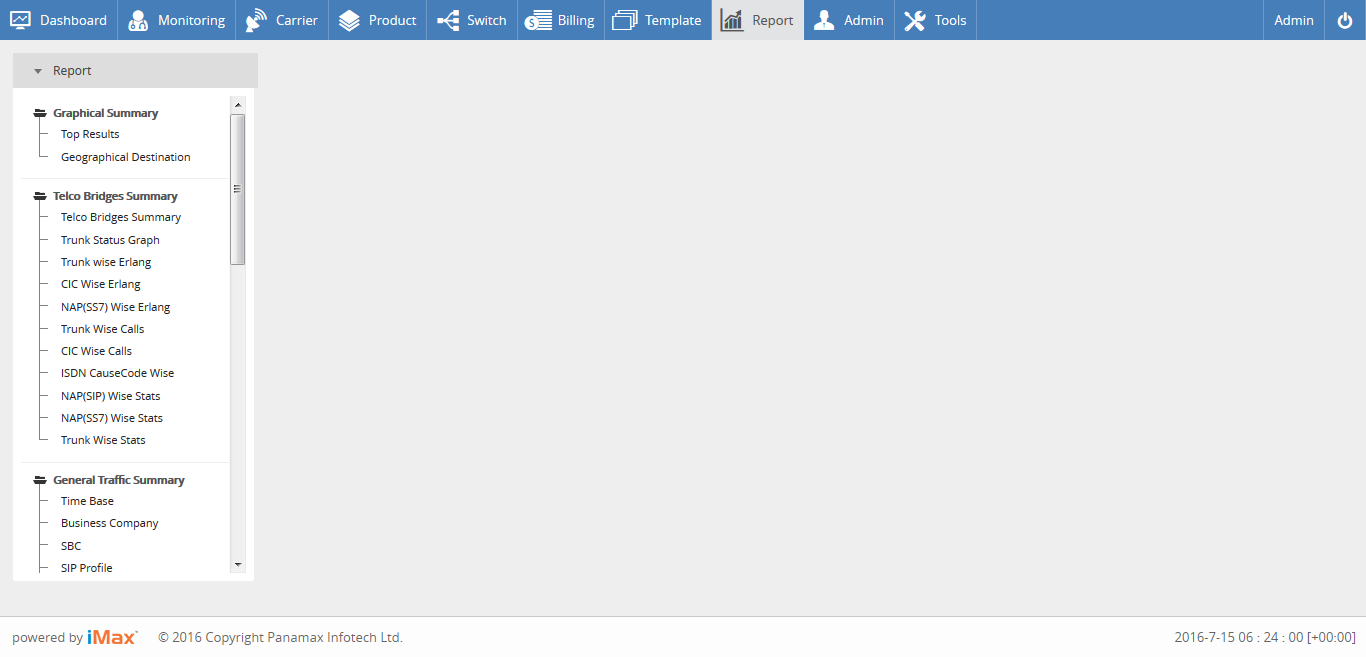 Dashboard Monitoring Carrier Product Switch Billing Template Report Admin Tools Admin
Report
Graphical Summary
Top Results
Geographical Destination
Telco Bridges Summary
Telco Bridges Summary
Trunk Status Graph
Trunk wise Erlang
CIC Wise Erlang
NAP(SS7) Wise Erlang
Trunk Wise Calls
CIC Wise Calls
ISDN CauseCode Wise
NAP(SIP) Wise Stats
NAP(SS7) Wise Stats
Trunk Wise Stats
General Traffic Summary
Time Base
Business Company
SBC
SIP Profile
powered by iMax © 2016 Copyright Panamax Infotech Ltd. 2016-7-15 06 : 24 : 00 [+00:00]